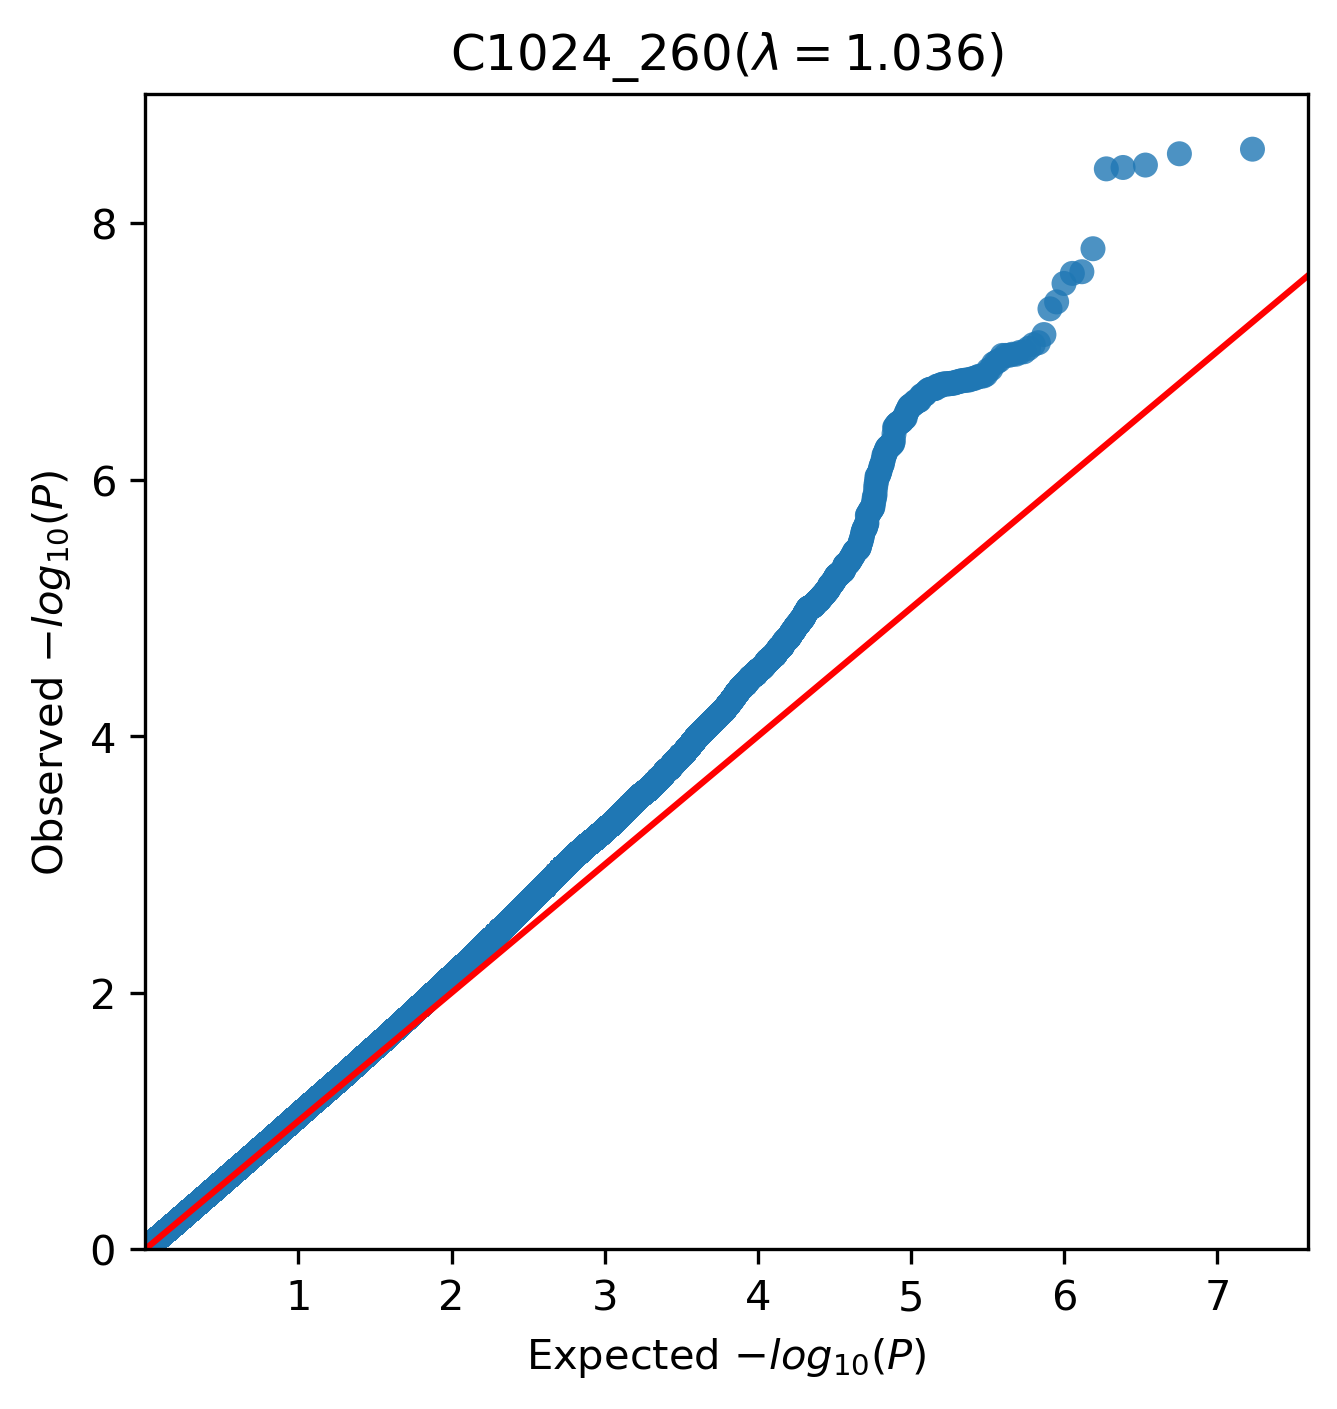 C1024_260(λ = 1.036)
Observed −log₁₀(P)
8
6
4
2
0
1 2 3 4 5 6 7
Expected −log₁₀(P)